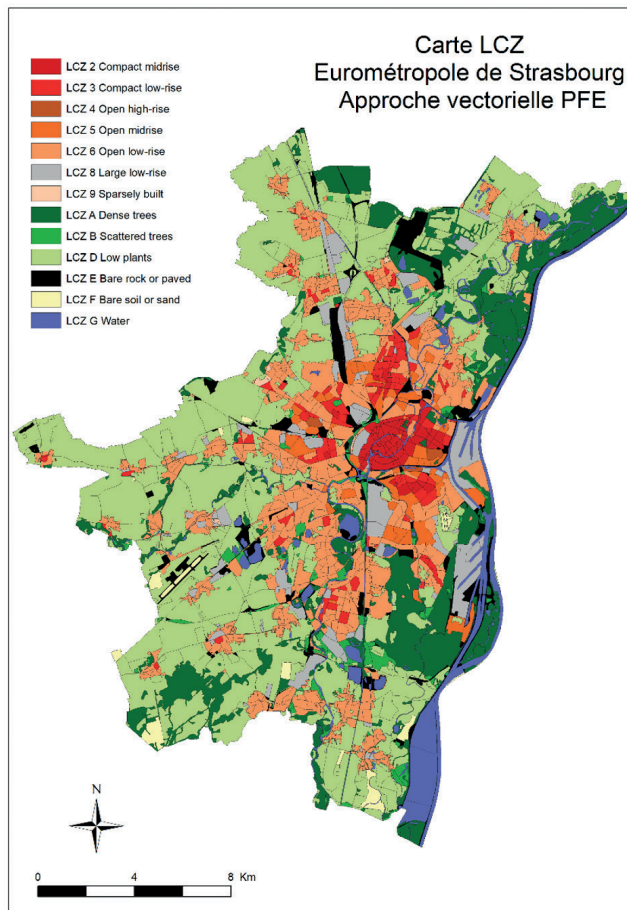 Carte LCZ
Eurométropole de Strasbourg
Approche vectorielle PFE
LCZ 2 Compact midrise
LCZ 3 Compact low-rise
LCZ 4 Open high-rise
LCZ 5 Open midrise
LCZ 6 Open low-rise
LCZ 8 Large low-rise
LCZ 9 Sparsely built
LCZ A Dense trees
LCZ B Scattered trees
LCZ D Low plants
LCZ E Bare rock or paved
LCZ F Bare soil or sand
LCZ G Water
N
0 4 8 Km